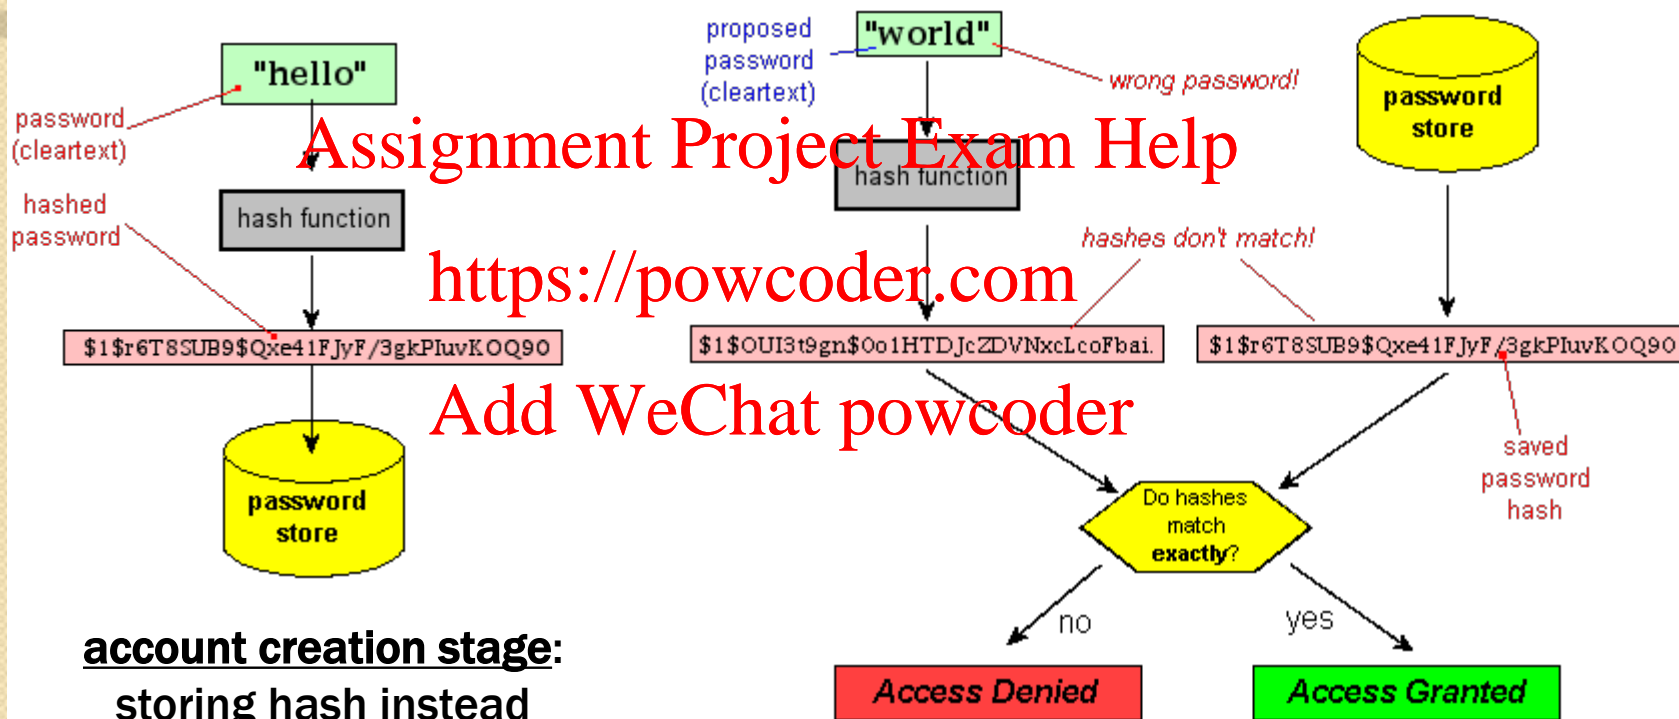 "hello"
password
(cleartext)
hashed
password
hash function
$1$r6T8SUB9$Qxe41FJyF/3gkPIuvKOQ90
password
store
account creation stage:
storing hash instead
proposed
password
(cleartext)
"world"
wrong password!
hash function
hashes don't match!
$1$OUI3t9gn$0o1HTDJcZDVNxcLcoFbai.
password
store
$1$r6T8SUB9$Qxe41FJyF/3gkPIuvKOQ90
saved
password
hash
Do hashes
match
exactly?
no
yes
Access Denied
Access Granted
Assignment Project Exam Help
https://powcoder.com
Add WeChat powcoder